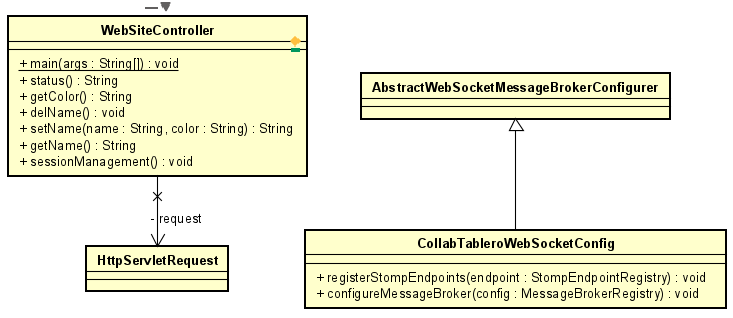 WebSiteController
+ main(args : String[]) : void
+ status() : String
+ getColor() : String
+ delName() : void
+ setName(name : String, color : String) : String
+ getName() : String
+ sessionManagement() : void
- request
HttpServletRequest
AbstractWebSocketMessageBrokerConfigurer
CollabTableroWebSocketConfig
+ registerStompEndpoints(endpoint : StompEndpointRegistry) : void
+ configureMessageBroker(config : MessageBrokerRegistry) : void